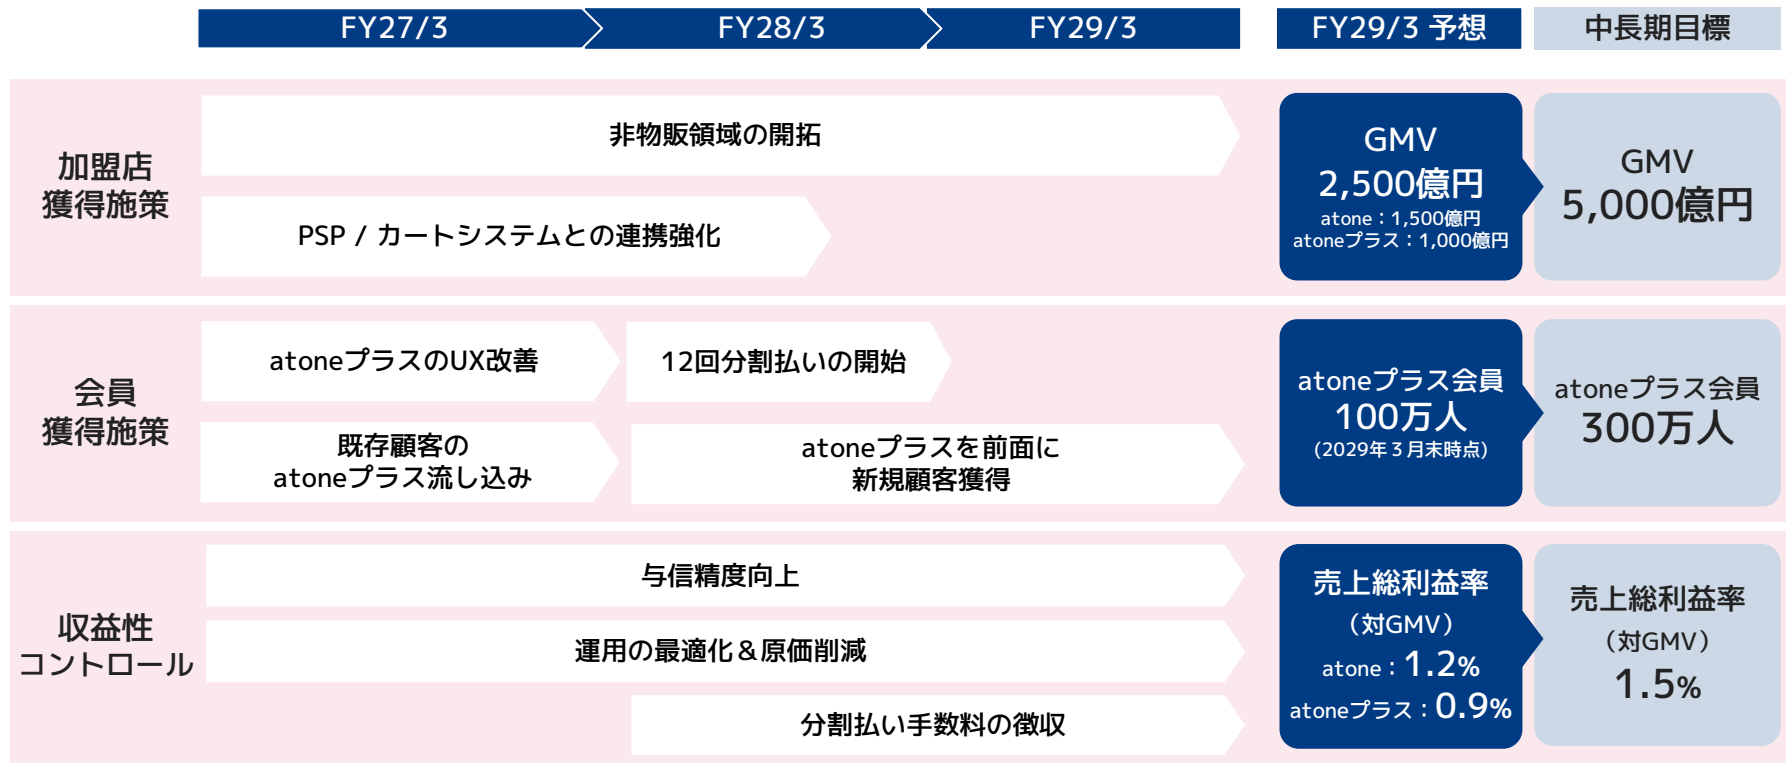 FY27/3
FY28/3
FY29/3
FY29/3 予想
中長期目標
加盟店
獲得施策
非物販領域の開拓
PSP / カートシステムとの連携強化
GMV
2,500億円
atone：1,500億円
atoneプラス：1,000億円
GMV
5,000億円
会員
獲得施策
atoneプラスのUX改善
12回分割払いの開始
既存顧客の
atoneプラス流し込み
atoneプラスを前面に
新規顧客獲得
atoneプラス会員
100万人
(2029年３月末時点)
atoneプラス会員
300万人
収益性
コントロール
与信精度向上
運用の最適化＆原価削減
分割払い手数料の徴収
売上総利益率
（対GMV）
atone：1.2%
atoneプラス：0.9%
売上総利益率
（対GMV）
1.5%